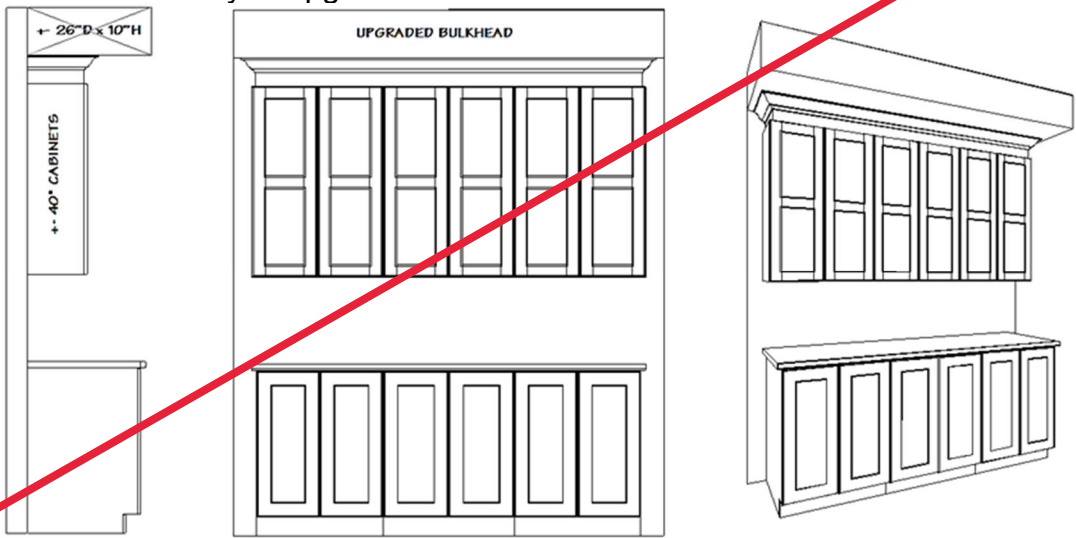 +- 26"D x 10"H
UPGRADED BULKHEAD
+- 40" CABINETS